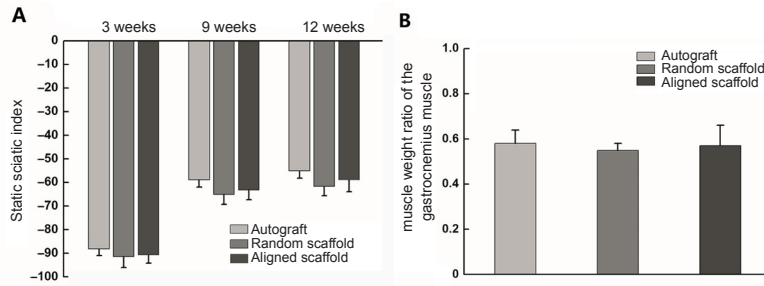 A
3 weeks 9 weeks 12 weeks
0
–10
–20
–30
–40
–50
–60
–70
–80
–90
–100
Static sciatic index
Autograft
Random scaffold
Aligned scaffold
B
1.0
0.8
0.6
0.4
0.2
0
muscle weight ratio of the
gastrocnemius muscle
Autograft
Random scaffold
Aligned scaffold